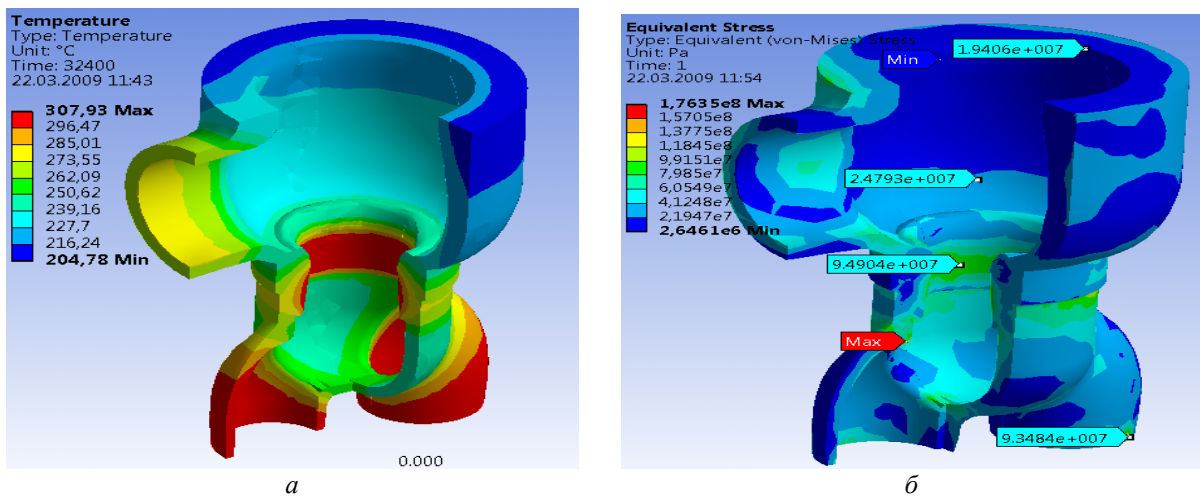 Temperature
Type: Temperature
Unit: °C
Time: 32400
22.03.2009 11:43
307,93 Max
296,47
285,01
273,55
262,09
250,62
239,16
227,7
216,24
204,78 Min
0.000
а
Equivalent Stress
Type: Equivalent (von-Mises) Stress
Unit: Pa
Time: 1
22.03.2009 11:54
1,7635e8 Max
1,5705e8
1,3775e8
1,1845e8
9,9151e7
7,985e7
6,0549e7
4,1248e7
2,1947e7
2,6461e6 Min
Min
1.9406e+007
2.4793e+007
9.4904e+007
Max
9.3484e+007
б